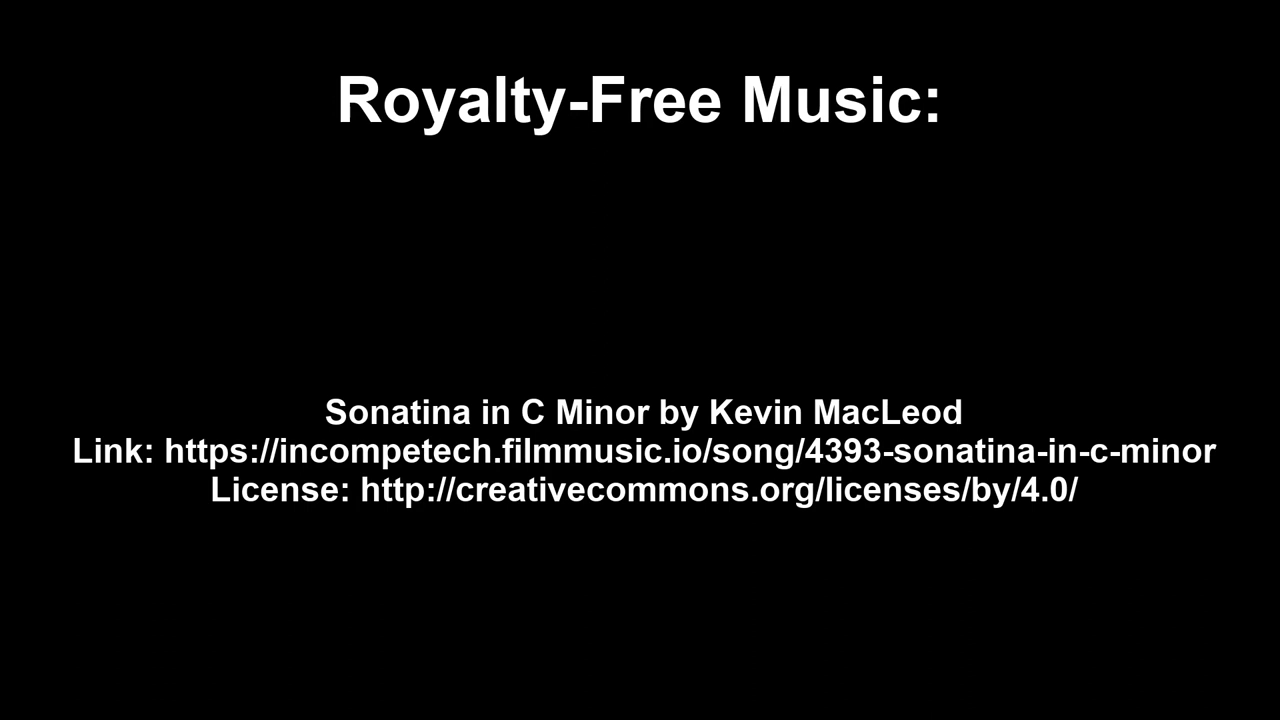 Royalty-Free Music:
Sonatina in C Minor by Kevin MacLeod
Link: https://incompetech.filmmusic.io/song/4393-sonatina-in-c-minor
License: http://creativecommons.org/licenses/by/4.0/